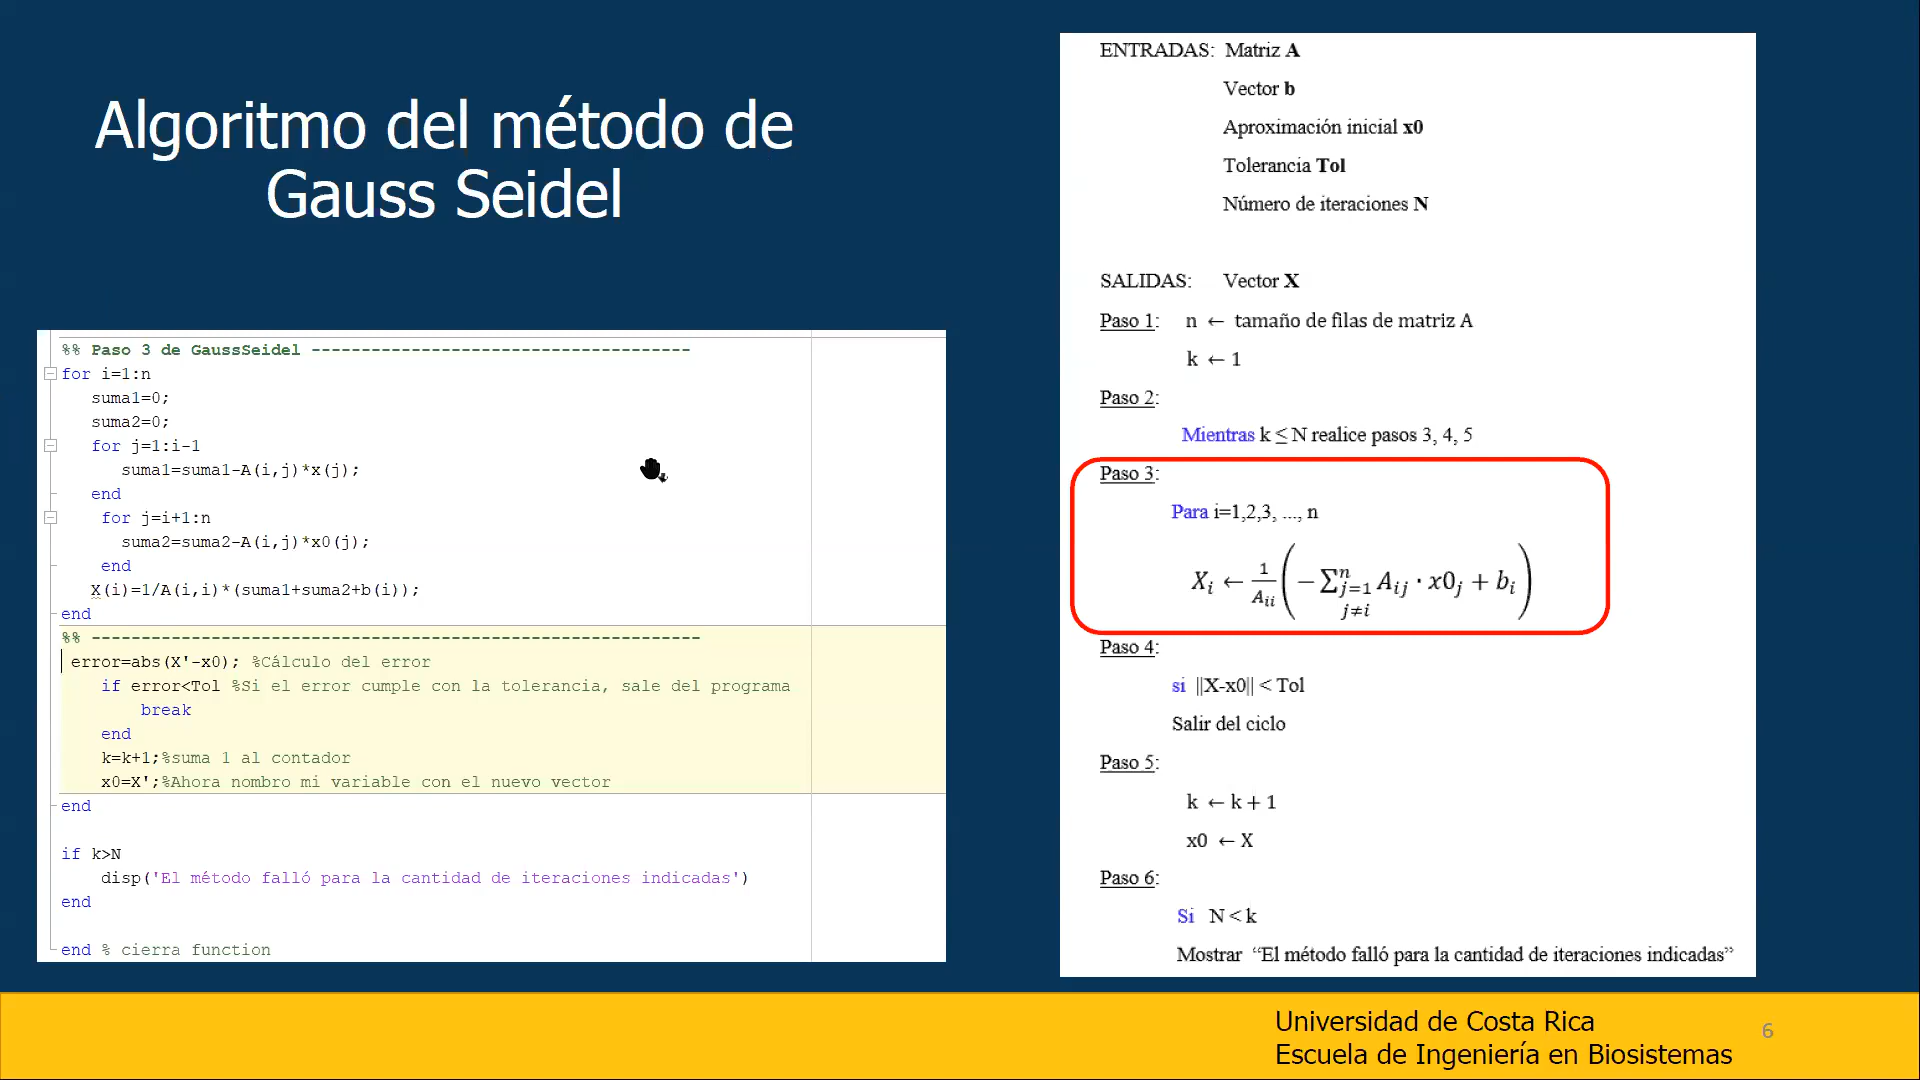 Algoritmo del método de
Gauss Seidel
%% Paso 3 de GaussSeidel --------------------------------------
for i=1:n
suma1=0;
suma2=0;
for j=1:i-1
suma1=suma1-A(i,j)*x(j);
end
for j=i+1:n
suma2=suma2-A(i,j)*x0(j);
end
X(i)=1/A(i,i)*(suma1+suma2+b(i));
end
%% -------------------------------------------------------------
error=abs(X'-x0); %Cálculo del error
if error<Tol %Si el error cumple con la tolerancia, sale del programa
break
end
k=k+1;%suma 1 al contador
x0=X';%Ahora nombro mi variable con el nuevo vector
end
if k>N
disp('El método falló para la cantidad de iteraciones indicadas')
end
end % cierra function
ENTRADAS: Matriz A
Vector b
Aproximación inicial x0
Tolerancia Tol
Número de iteraciones N
SALIDAS: Vector X
Paso 1: n ← tamaño de filas de matriz A
k ← 1
Paso 2:
Mientras k ≤ N realice pasos 3, 4, 5
Paso 3:
Para i=1,2,3, ..., n
X_i ← \frac{1}{A_{ii}} ( − ∑_{j=1, j≠i}^{n} A_{ij} · x0_j + b_i )
Paso 4:
si ||X-x0|| < Tol
Salir del ciclo
Paso 5:
k ← k + 1
x0 ← X
Paso 6:
Si N < k
Mostrar “El método falló para la cantidad de iteraciones indicadas”
Universidad de Costa Rica
Escuela de Ingeniería en Biosistemas
6